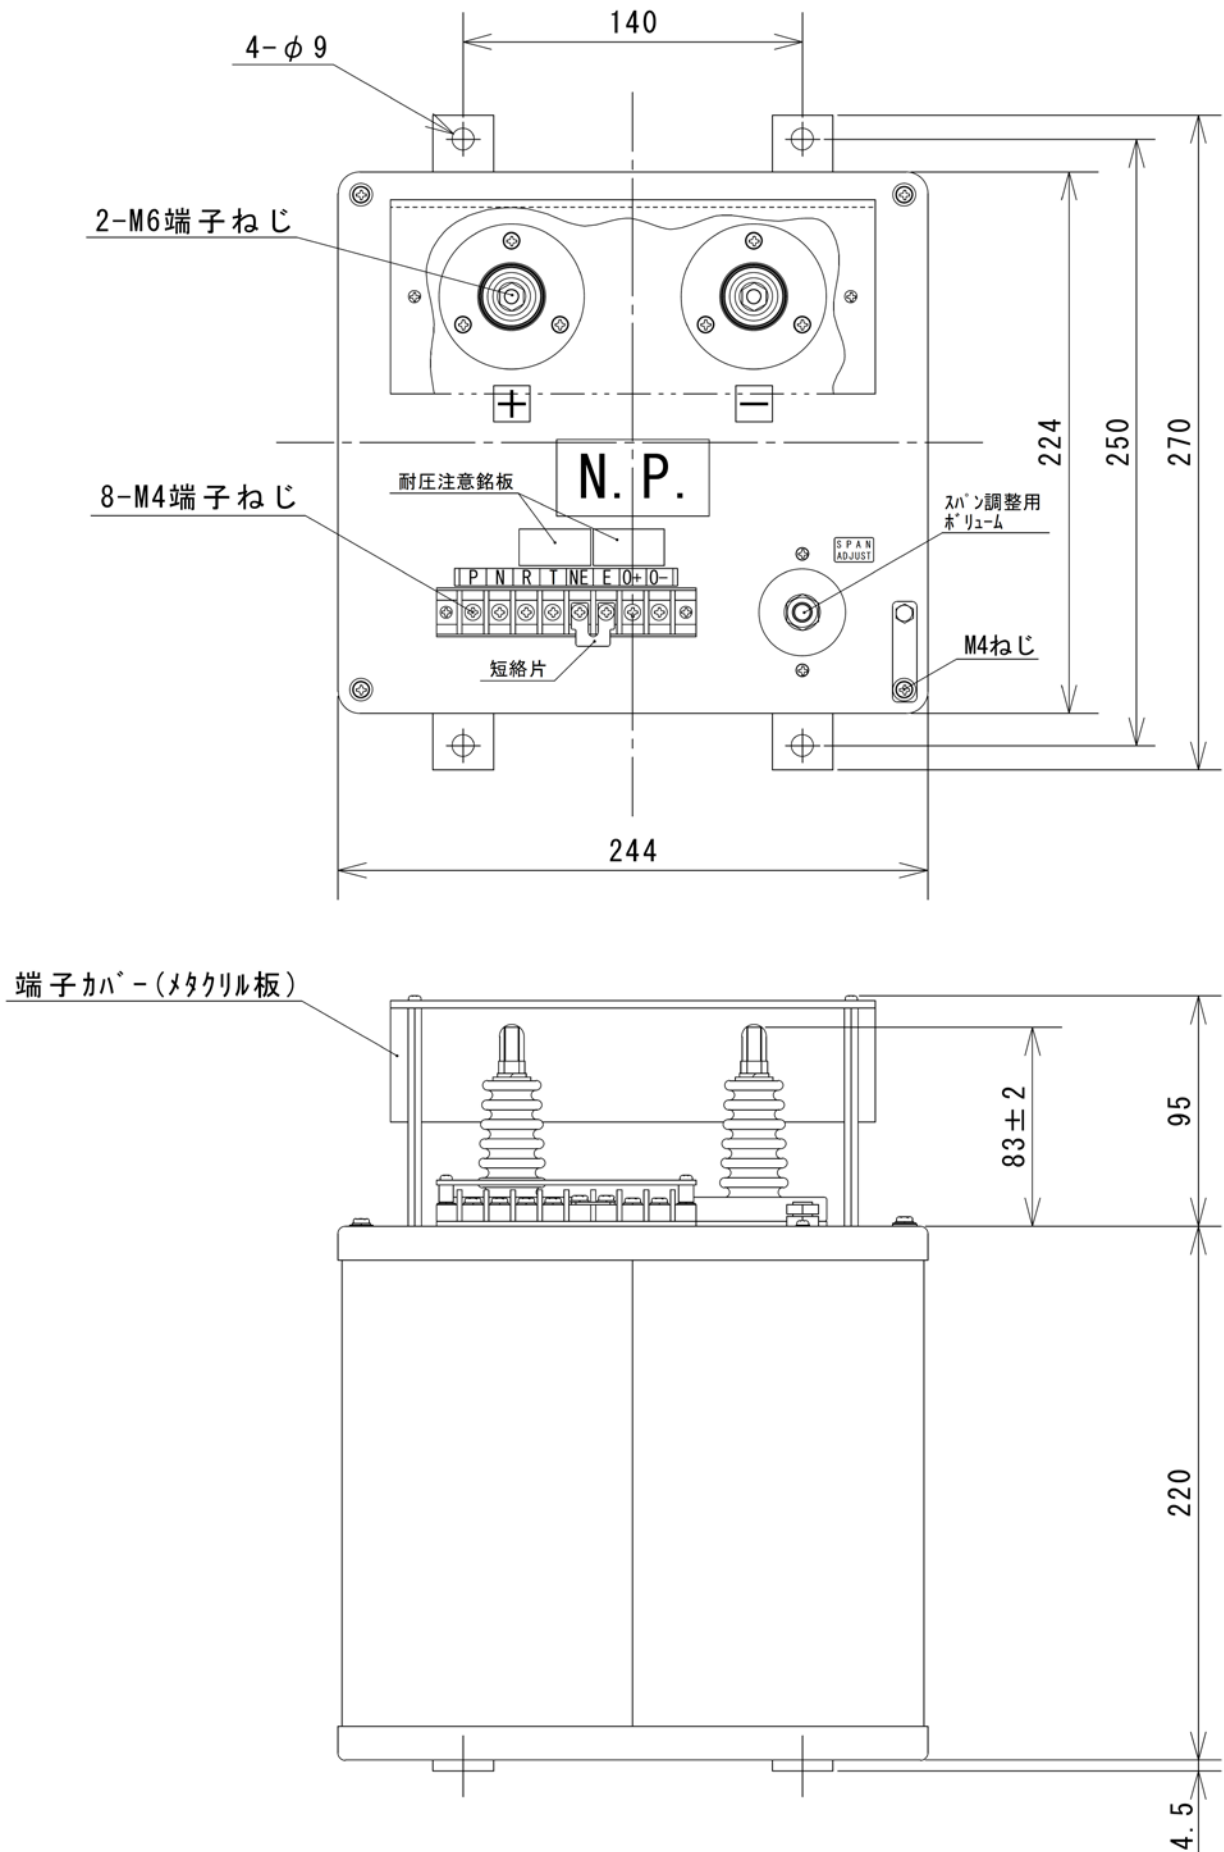 140
4-φ9
2-M6端子ねじ
+
-
224
250
270
N.P.
耐圧注意銘板
8-M4端子ねじ
スパン調整用
ボリューム
SPAN
ADJUST
P N R T NE E O+ O-
M4ねじ
短絡片
244
端子カバー(メタクリル板)
83±2
95
220
4.5